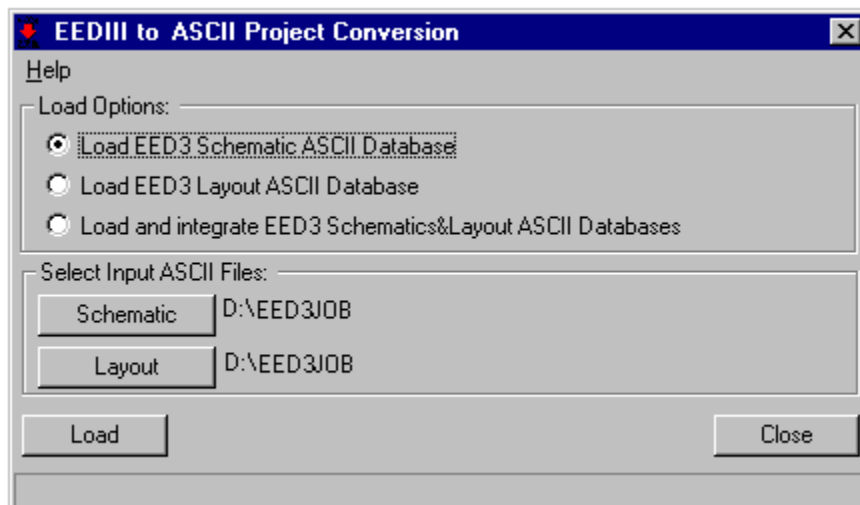 EEDIII to ASCII Project Conversion
Help
Load Options:
Load EED3 Schematic ASCII Database
Load EED3 Layout ASCII Database
Load and integrate EED3 Schematics&Layout ASCII Databases
Select Input ASCII Files:
Schematic D:\EED3JOB
Layout D:\EED3JOB
Load Close